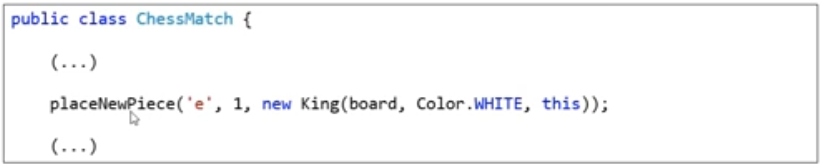 public class ChessMatch {
(...)
placeNewPiece('e', 1, new King(board, Color.WHITE, this));
(...)